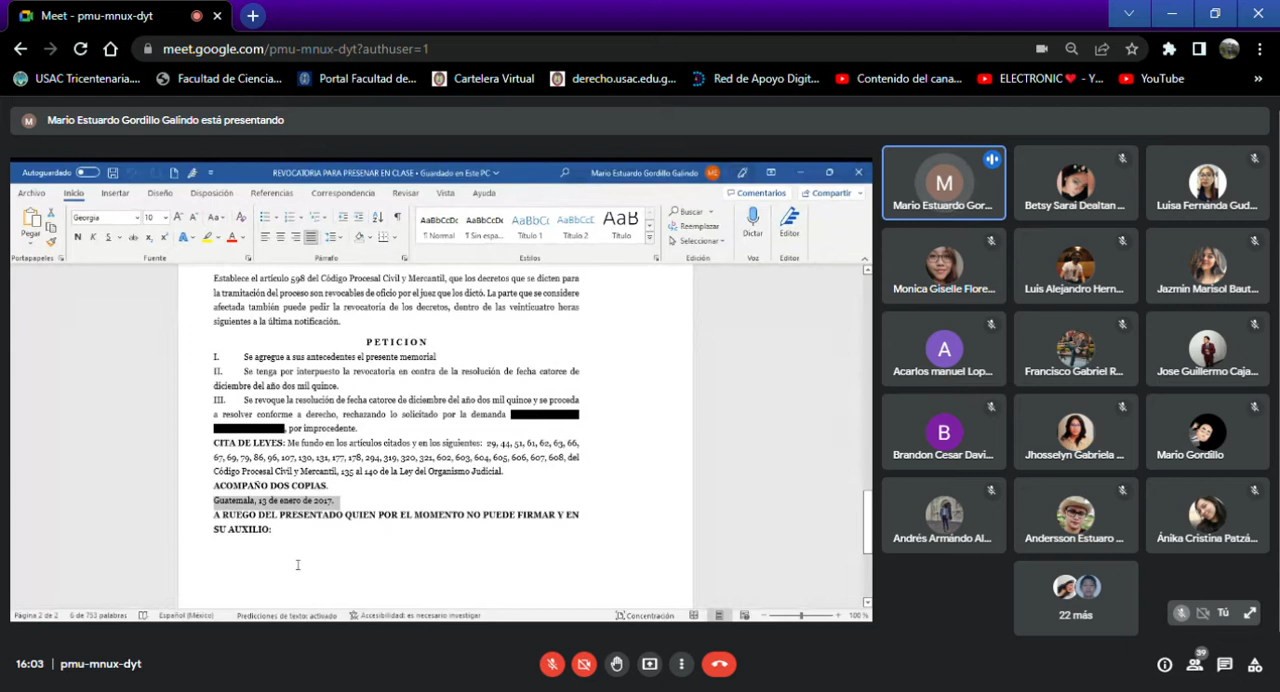 Meet - pmu-mnux-dyt
meet.google.com/pmu-mnux-dyt?authuser=1
USAC Tricentenaria....
Facultad de Ciencia...
Portal Facultad de...
Cartelera Virtual
derecho.usac.edu.g...
Red de Apoyo Digit...
Contenido del cana...
ELECTRONIC❤ - Y...
YouTube
»
M
Mario Estuardo Gordillo Galindo está presentando
Autoguardado
REVOCATORIA PARA PRESENAR EN CLASE • Guardado en Este PC
Mario Estuardo Gordillo Galindo
MG
Archivo
Inicio
Insertar
Diseño
Disposición
Referencias
Correspondencia
Revisar
Vista
Ayuda
Comentarios
Compartir
Pegar
Georgia
10
N
K
S
AaBbCcDc
¶ Normal
AaBbCcDc
¶ Sin espa...
AaBbCc
Título 1
AaBbCcC
Título 2
AaB
Título
Buscar
Reemplazar
Seleccionar
Dictar
Editor
Portapapeles
Fuente
Párrafo
Estilos
Edición
Voz
Editor
Establece el artículo 598 del Código Procesal Civil y Mercantil, que los decretos que se dicten para
la tramitación del proceso son revocables de oficio por el juez que los dictó. La parte que se considere
afectada también puede pedir la revocatoria de los decretos, dentro de las veinticuatro horas
siguientes a la última notificación.
P E T I C I O N
I. Se agregue a sus antecedentes el presente memorial
II. Se tenga por interpuesto la revocatoria en contra de la resolución de fecha catorce de
diciembre del año dos mil quince.
III. Se revoque la resolución de fecha catorce de diciembre del año dos mil quince y se proceda
a resolver conforme a derecho, rechazando lo solicitado por la demanda
, por improcedente.
CITA DE LEYES: Me fundo en los artículos citados y en los siguientes: 29, 44, 51, 61, 62, 63, 66,
67, 69, 79, 86, 96, 107, 130, 131, 177, 178, 294, 319, 320, 321, 602, 603, 604, 605, 606, 607, 608, del
Código Procesal Civil y Mercantil, 135 al 140 de la Ley del Organismo Judicial.
ACOMPAÑO DOS COPIAS.
Guatemala, 13 de enero de 2017.
A RUEGO DEL PRESENTADO QUIEN POR EL MOMENTO NO PUEDE FIRMAR Y EN
SU AUXILIO:
Página 2 de 2
6 de 753 palabras
Español (México)
Predicciones de texto: activado
Accesibilidad: es necesario investigar
Concentración
100 %
M
Mario Estuardo Gor...
Betsy Sarai Dealtan ...
Luisa Fernanda Gud...
Monica Giselle Flore...
Luis Alejandro Hern...
Jazmin Marisol Baut...
A
Acarlos manuel Lop...
Francisco Gabriel R...
Jose Guillermo Caja...
B
Brandon Cesar Davi...
Jhosselyn Gabriela ...
Mario Gordillo
Andrés Armándo Al...
Andersson Estuaro ...
Ánika Cristina Patzá...
22 más
Tú
16:03 | pmu-mnux-dyt
39